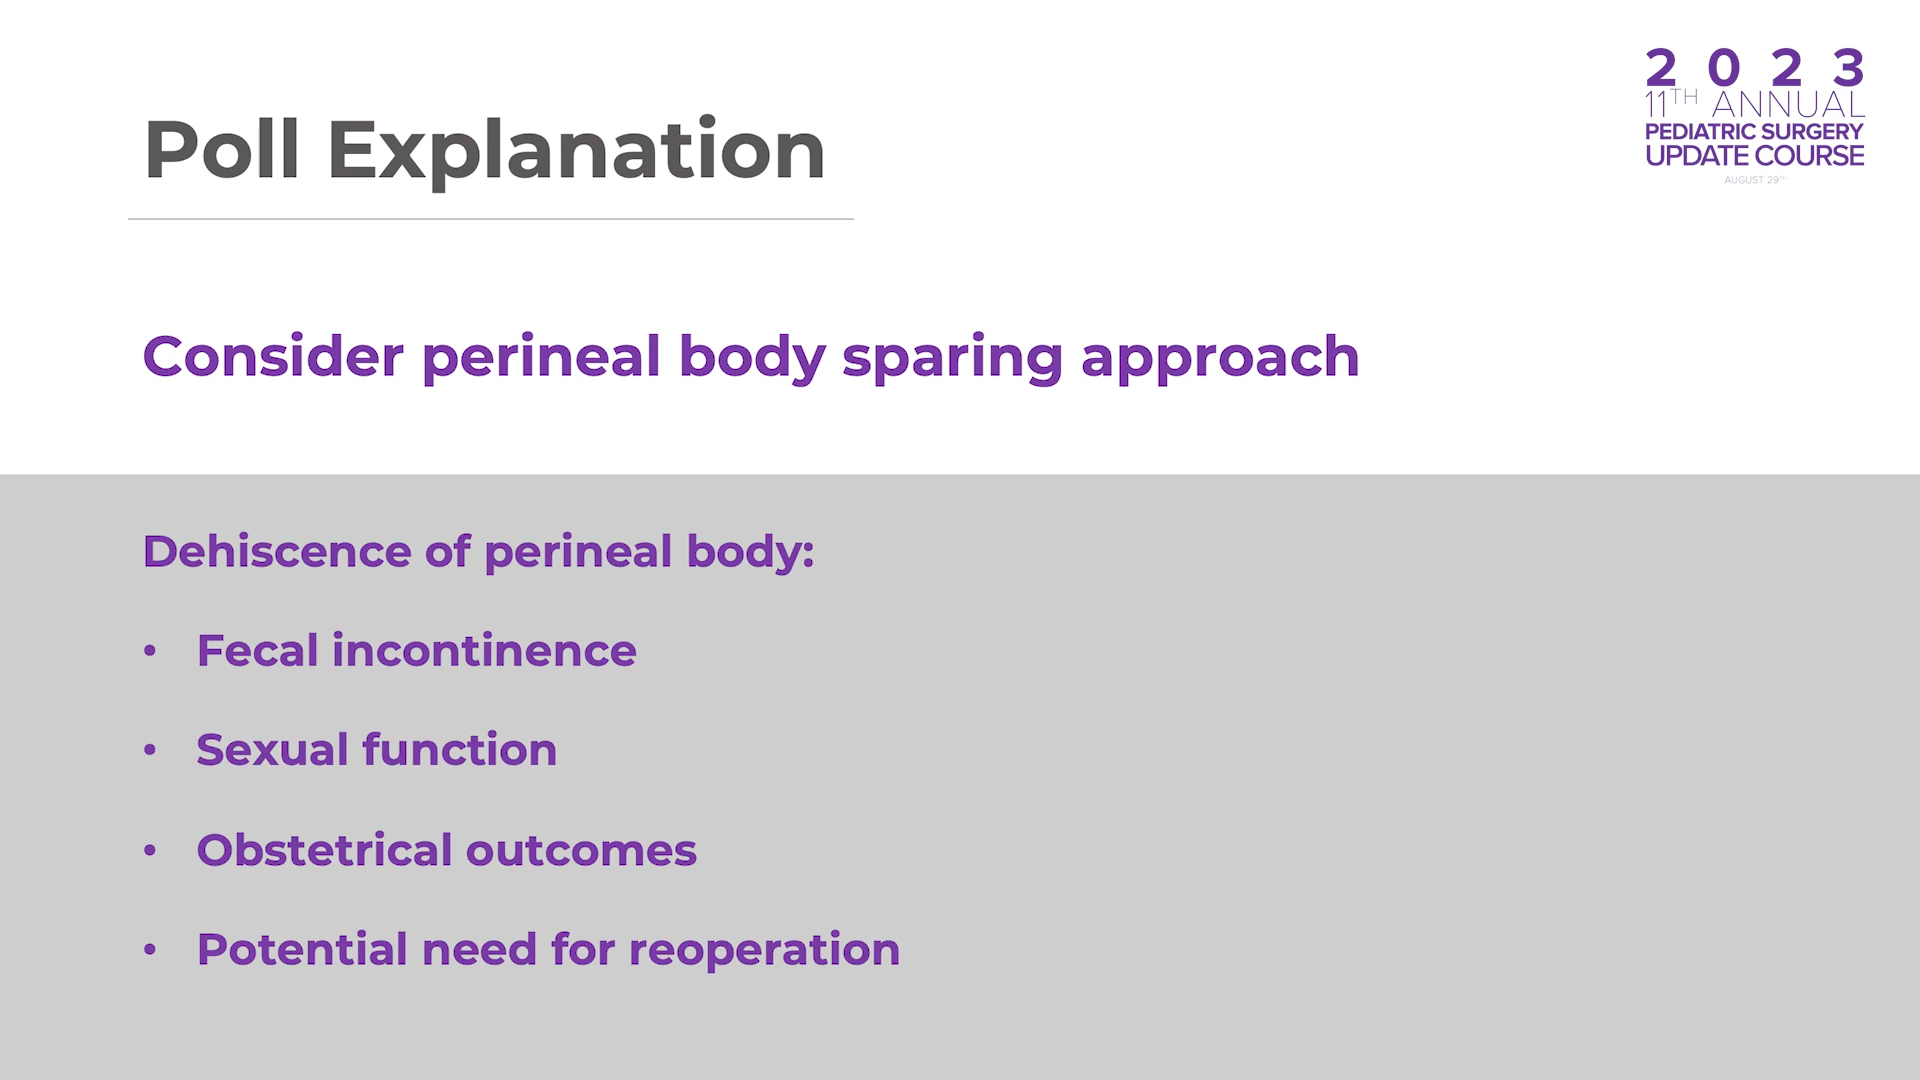 2 0 2 3
11TH ANNUAL
PEDIATRIC SURGERY
UPDATE COURSE
AUGUST 29TH
Poll Explanation
Consider perineal body sparing approach
Dehiscence of perineal body:
• Fecal incontinence
• Sexual function
• Obstetrical outcomes
• Potential need for reoperation